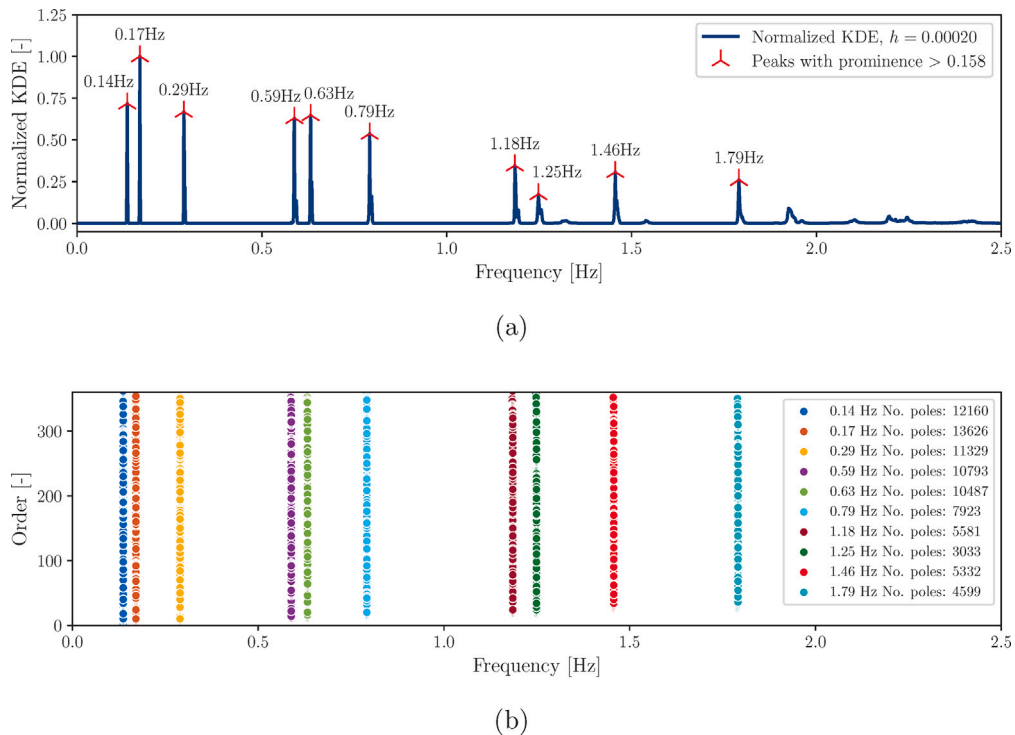 1.25
1.00
0.75
0.50
0.25
0.00
Normalized KDE [-]
0.17Hz
0.14Hz
0.29Hz
0.59Hz
0.63Hz
0.79Hz
1.18Hz
1.25Hz
1.46Hz
1.79Hz
Normalized KDE, h = 0.00020
Peaks with prominence > 0.158
0.0 0.5 1.0 1.5 2.0 2.5
Frequency [Hz]
(a)
300
200
100
0
Order [-]
0.14 Hz No. poles: 12160
0.17 Hz No. poles: 13626
0.29 Hz No. poles: 11329
0.59 Hz No. poles: 10793
0.63 Hz No. poles: 10487
0.79 Hz No. poles: 7923
1.18 Hz No. poles: 5581
1.25 Hz No. poles: 3033
1.46 Hz No. poles: 5332
1.79 Hz No. poles: 4599
0.0 0.5 1.0 1.5 2.0 2.5
Frequency [Hz]
(b)